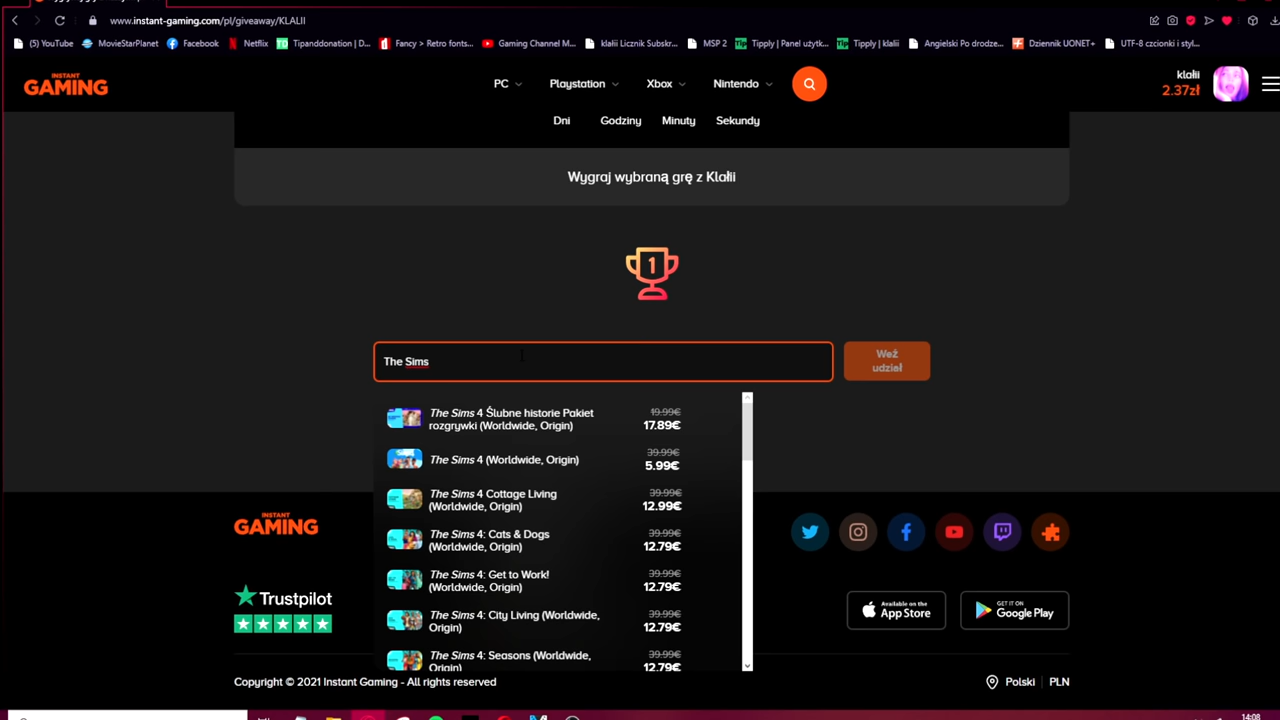 www.instant-gaming.com/pl/giveaway/KLALII
(5) YouTube
MovieStarPlanet
Facebook
Netflix
Tipanddonation | D...
Fancy > Retro fonts...
Gaming Channel M...
klałii Licznik Subskr...
MSP 2
Tipply | Panel użytk...
Tipply | klałii
Angielski Po drodze...
Dziennik UONET+
UTF-8 czcionki i styl...
INSTANT
GAMING
PC
Playstation
Xbox
Nintendo
klałii
2.37zł
Dni
Godziny
Minuty
Sekundy
Wygraj wybraną grę z Klałii
1
The Sims
Weź
udział
The Sims 4 Ślubne historie Pakiet
rozgrywki (Worldwide, Origin)
19.99€
17.89€
The Sims 4 (Worldwide, Origin)
39.99€
5.99€
The Sims 4 Cottage Living
(Worldwide, Origin)
39.99€
12.99€
The Sims 4: Cats & Dogs
(Worldwide, Origin)
39.99€
12.79€
The Sims 4: Get to Work!
(Worldwide, Origin)
39.99€
12.79€
The Sims 4: City Living (Worldwide,
Origin)
39.99€
12.79€
The Sims 4: Seasons (Worldwide,
Origin)
39.99€
12.79€
INSTANT
GAMING
Trustpilot
Available on the
App Store
GET IT ON
Google Play
Copyright © 2021 Instant Gaming - All rights reserved
Polski
PLN
14:08